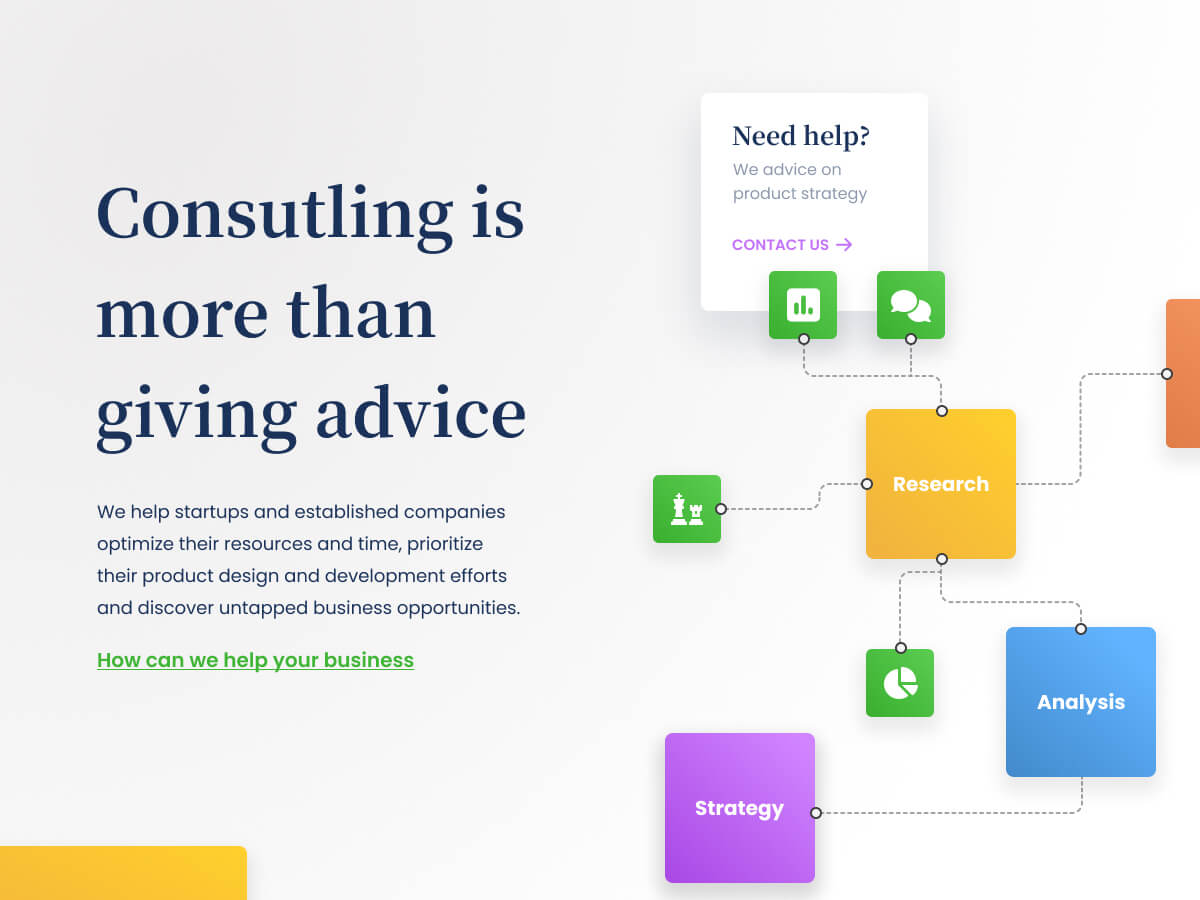 Consutling is
more than
giving advice
We help startups and established companies
optimize their resources and time, prioritize
their product design and development efforts
and discover untapped business opportunities.
How can we help your business
Need help?
We advice on
product strategy
CONTACT US
Research
Analysis
Strategy